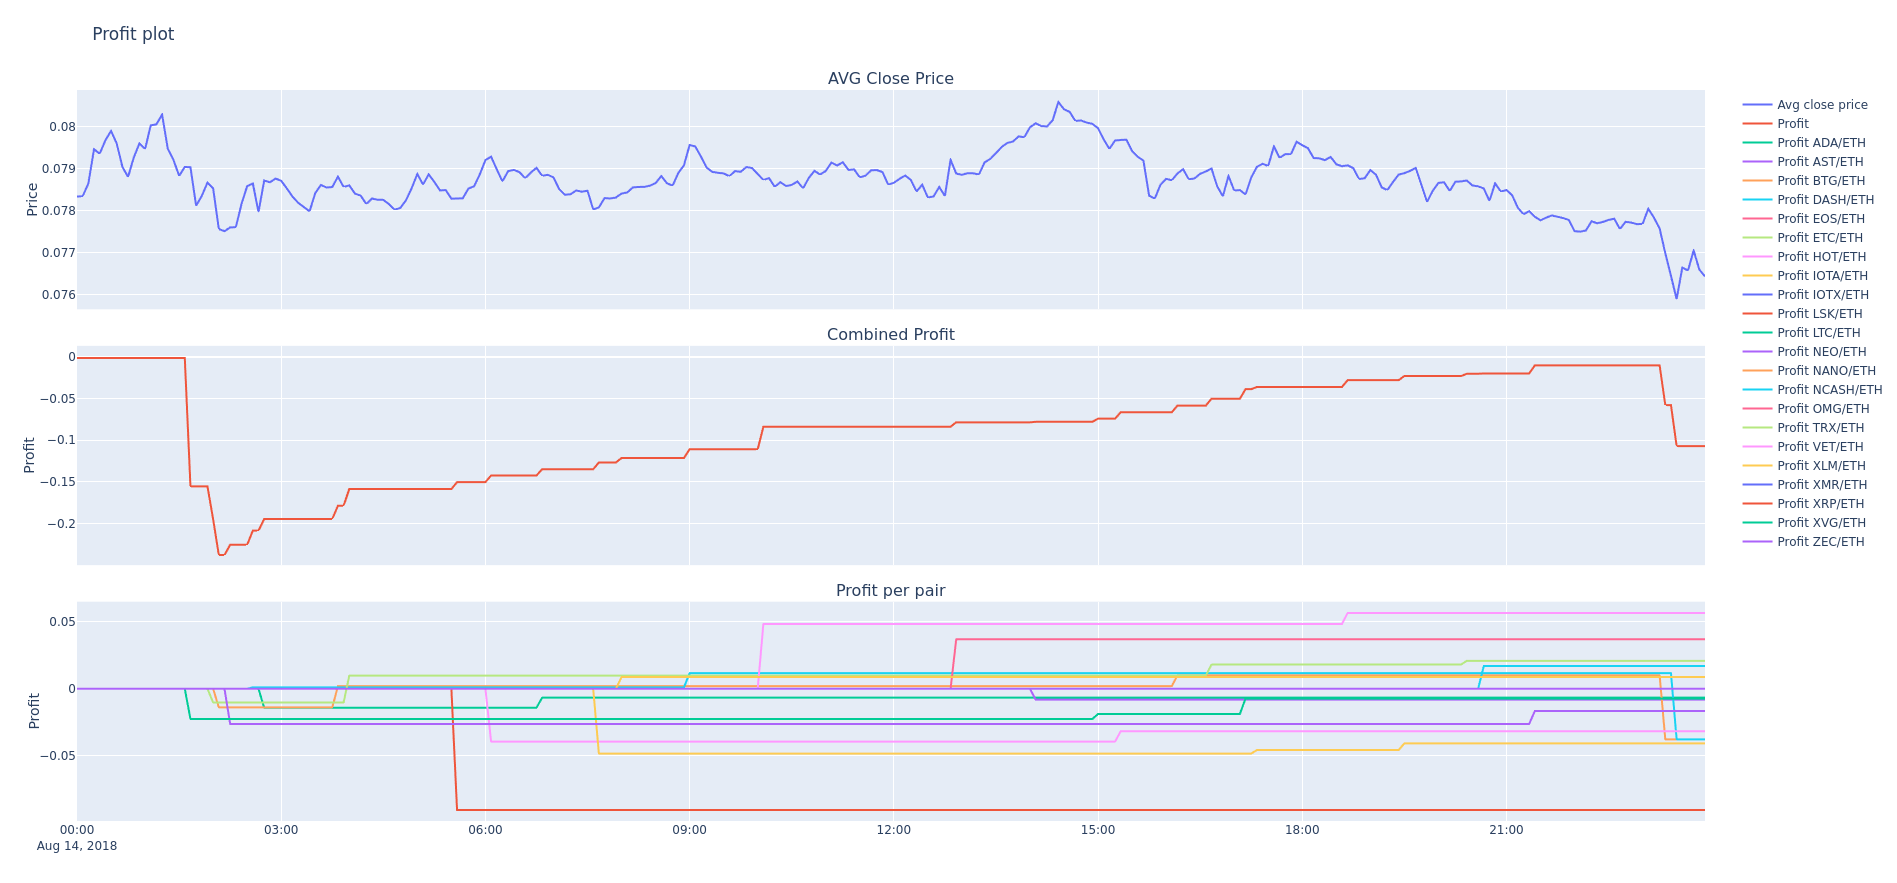 Profit plot
AVG Close Price
Price
0.08
0.079
0.078
0.077
0.076
Combined Profit
Profit
0
−0.05
−0.1
−0.15
−0.2
Profit per pair
Profit
0.05
0
−0.05
00:00
03:00
06:00
09:00
12:00
15:00
18:00
21:00
Aug 14, 2018
Avg close price
Profit
Profit ADA/ETH
Profit AST/ETH
Profit BTG/ETH
Profit DASH/ETH
Profit EOS/ETH
Profit ETC/ETH
Profit HOT/ETH
Profit IOTA/ETH
Profit IOTX/ETH
Profit LSK/ETH
Profit LTC/ETH
Profit NEO/ETH
Profit NANO/ETH
Profit NCASH/ETH
Profit OMG/ETH
Profit TRX/ETH
Profit VET/ETH
Profit XLM/ETH
Profit XMR/ETH
Profit XRP/ETH
Profit XVG/ETH
Profit ZEC/ETH